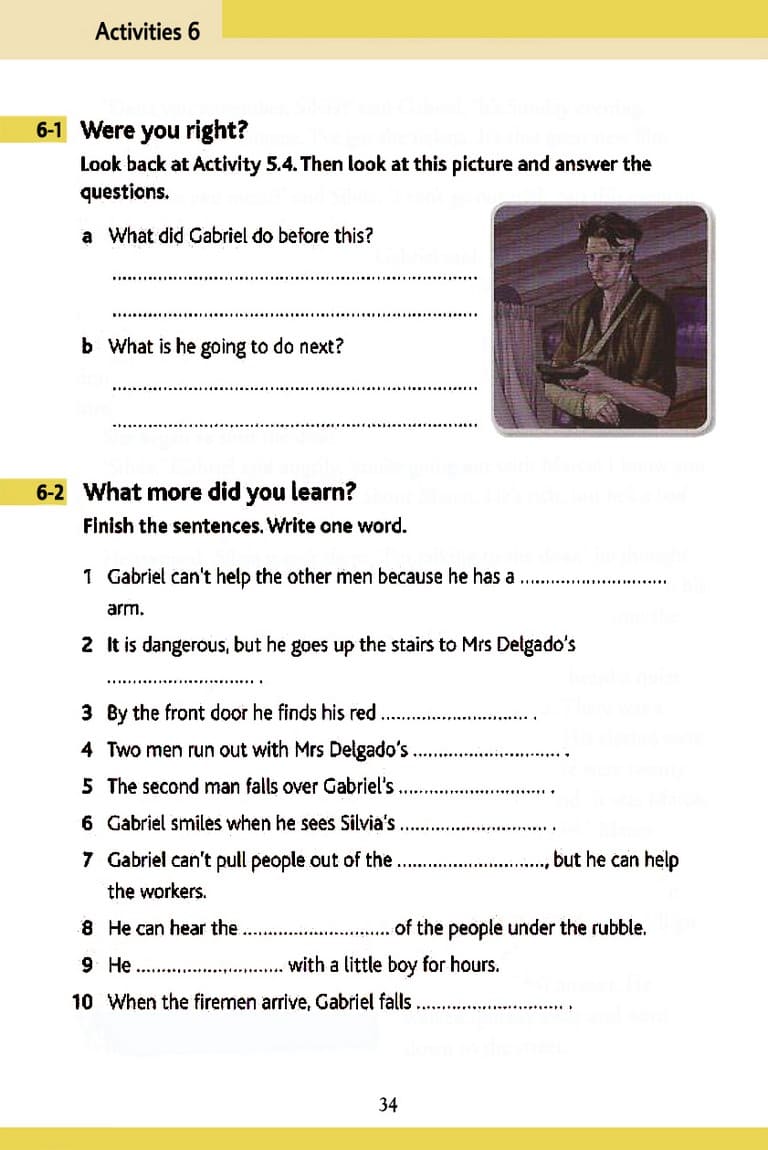 Activities 6
6-1 Were you right?
Look back at Activity 5.4. Then look at this picture and answer the
questions.
a What did Gabriel do before this?
b What is he going to do next?
6-2 What more did you learn?
Finish the sentences. Write one word.
1 Gabriel can't help the other men because he has a ............................
arm.
2 It is dangerous, but he goes up the stairs to Mrs Delgado's
............................ .
3 By the front door he finds his red ............................ .
4 Two men run out with Mrs Delgado's ............................ .
5 The second man falls over Gabriel's ............................ .
6 Gabriel smiles when he sees Silvia's ............................ .
7 Gabriel can't pull people out of the ............................, but he can help
the workers.
8 He can hear the ............................ of the people under the rubble.
9 He ............................ with a little boy for hours.
10 When the firemen arrive, Gabriel falls ............................ .
34